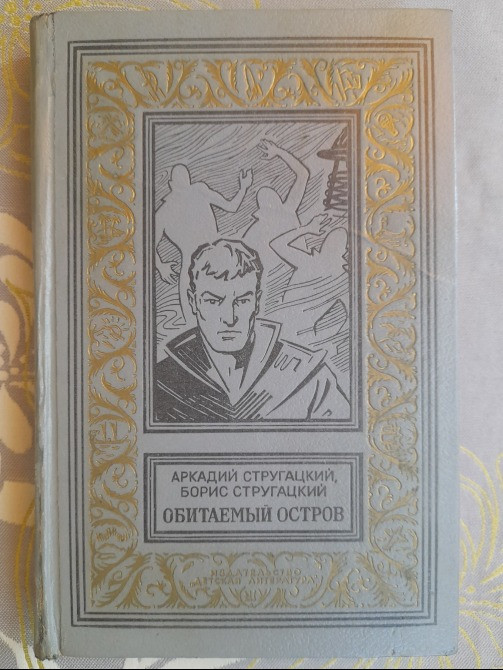 АРКАДИЙ СТРУГАЦКИЙ,
БОРИС СТРУГАЦКИЙ
ОБИТАЕМЫЙ ОСТРОВ
ИЗДАТЕЛЬСТВО
ДЕТСКАЯ ЛИТЕРАТУРА